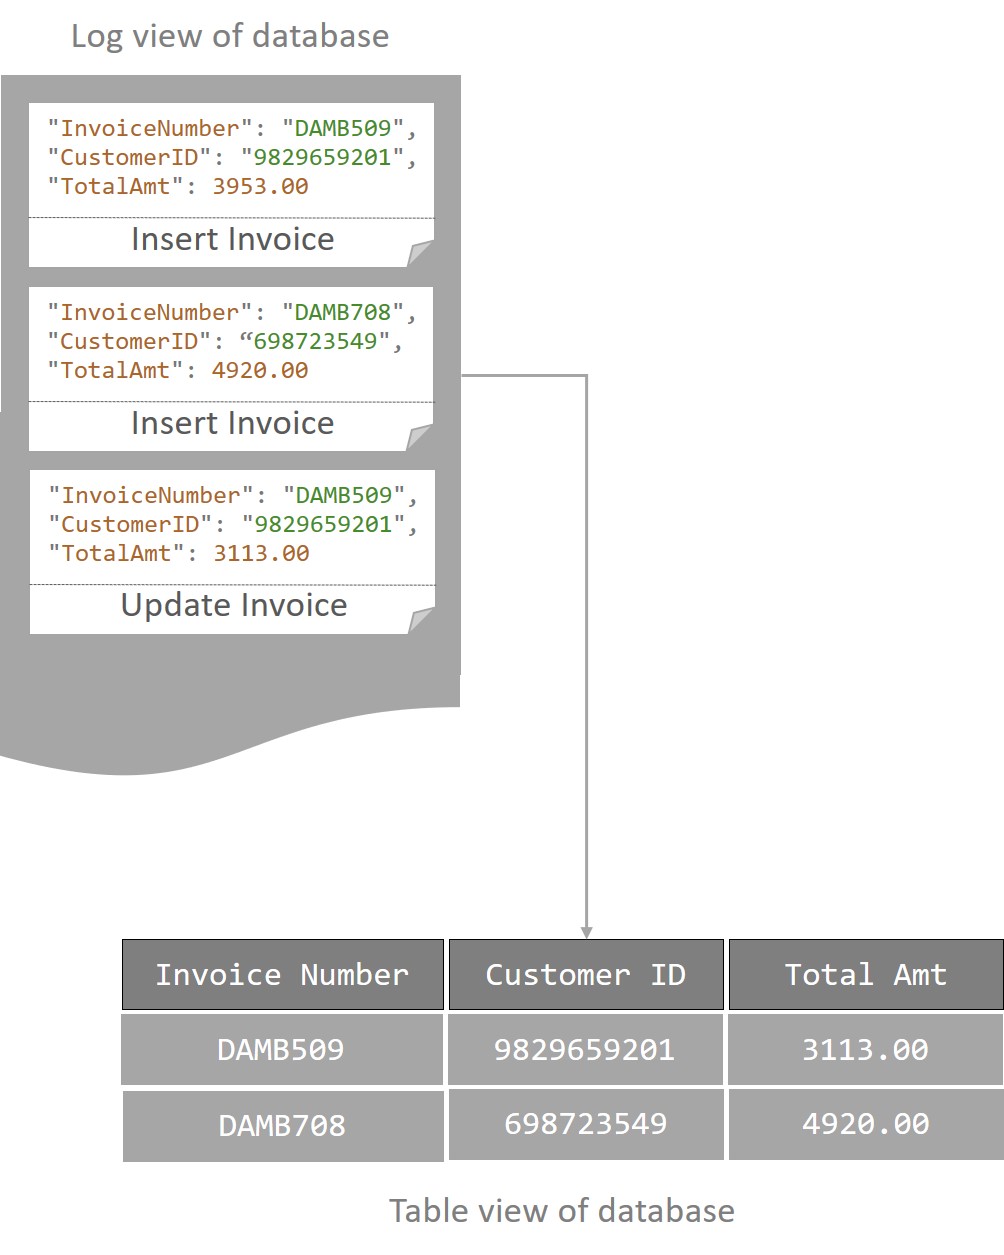 Log view of database
"InvoiceNumber": "DAMB509",
"CustomerID": "9829659201",
"TotalAmt": 3953.00
Insert Invoice
"InvoiceNumber": "DAMB708",
"CustomerID": “698723549",
"TotalAmt": 4920.00
Insert Invoice
"InvoiceNumber": "DAMB509",
"CustomerID": "9829659201",
"TotalAmt": 3113.00
Update Invoice
Invoice Number Customer ID Total Amt
DAMB509 9829659201 3113.00
DAMB708 698723549 4920.00
Table view of database